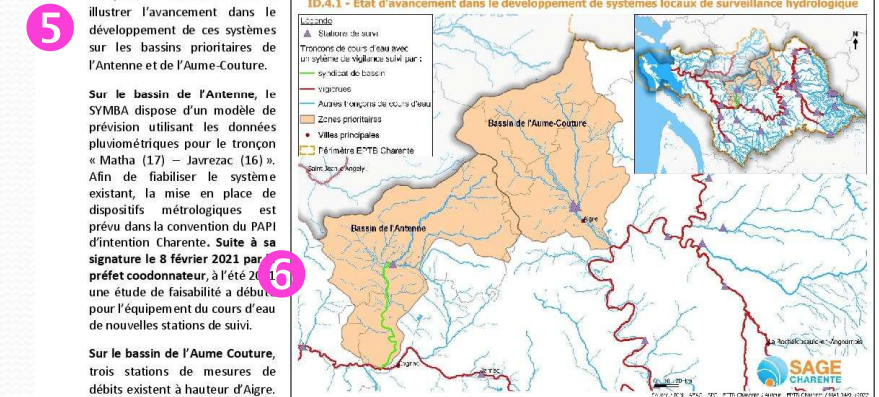 5
illustrer l’avancement dans le
développement de ces systèmes
sur les bassins prioritaires de
l’Antenne et de l’Aume-Couture.
Sur le bassin de l’Antenne, le
SYMBA dispose d’un modèle de
prévision utilisant les données
pluviométriques pour le tronçon
« Matha (17) – Javrezac (16) ».
Afin de fiabiliser le système
existant, la mise en place de
dispositifs métrologiques est
prévu dans la convention du PAPI
d’intention Charente. Suite à sa
signature le 8 février 2021 par
préfet coodonnateur, à l’été
une étude de faisabilité a
pour l’équipement du cours d’eau
de nouvelles stations de suivi.
Sur le bassin de l’Aume Couture,
trois stations de mesures de
débits existent à hauteur d’Aigre.
6
ID.4.1 - Etat d'avancement dans le développement de systèmes locaux de surveillance hydrologique
Légende
Stations de suivi
Tronçons de cours d'eau avec
un sytème de vigilance suivi par :
syndicat de bassin
vigicrues
Autres tronçons de cours d'eau
Zones prioritaires
Villes principales
Périmètre EPTB Charente
N
Saint-Jean-d'Angely
Bassin de l'Aume-Couture
Aigre
Bassin de l'Antenne
Cognac
Jarnac
La Rochefoucauld-en-Angoumois
SAGE
CHARENTE